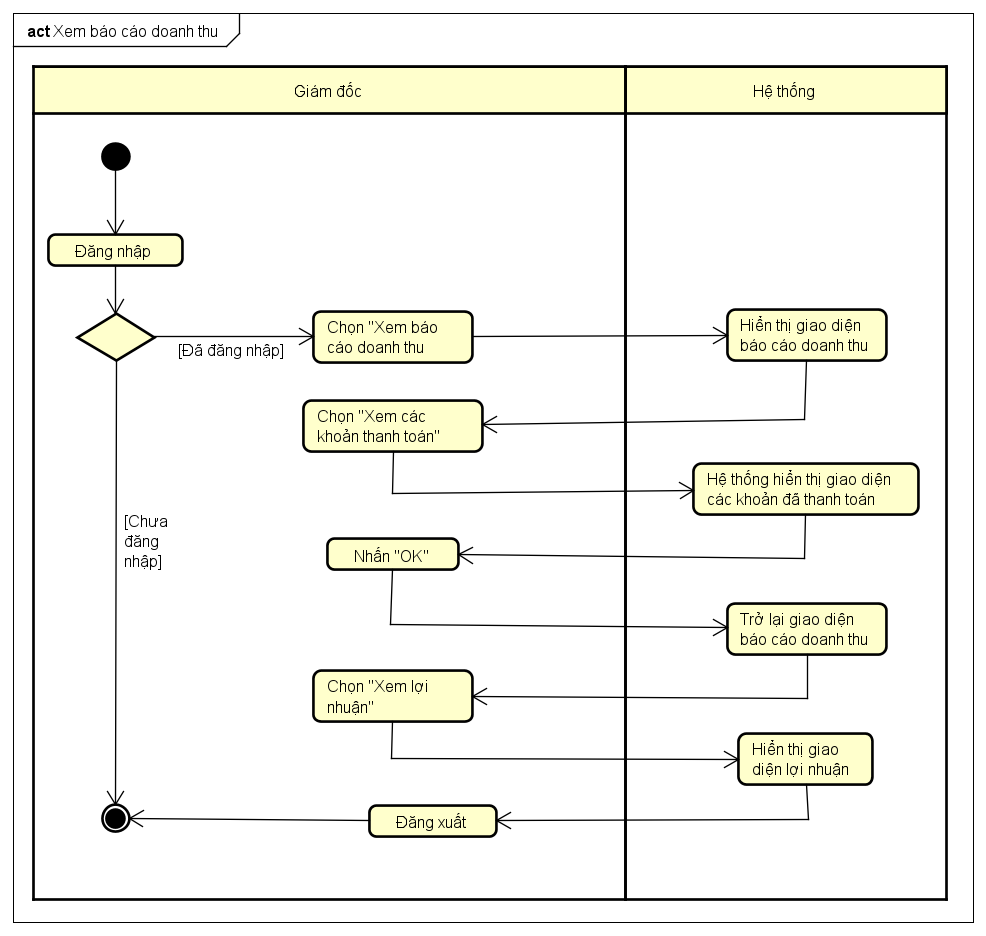 act Xem báo cáo doanh thu
Giám đốc
Hệ thống
Đăng nhập
[Đã đăng nhập]
Chọn "Xem báo
cáo doanh thu
Hiển thị giao diện
báo cáo doanh thu
Chọn "Xem các
khoản thanh toán"
Hệ thống hiển thị giao diện
các khoản đã thanh toán
[Chưa
đăng
nhập]
Nhấn "OK"
Trở lại giao diện
báo cáo doanh thu
Chọn "Xem lợi
nhuận"
Hiển thị giao
diện lợi nhuận
Đăng xuất